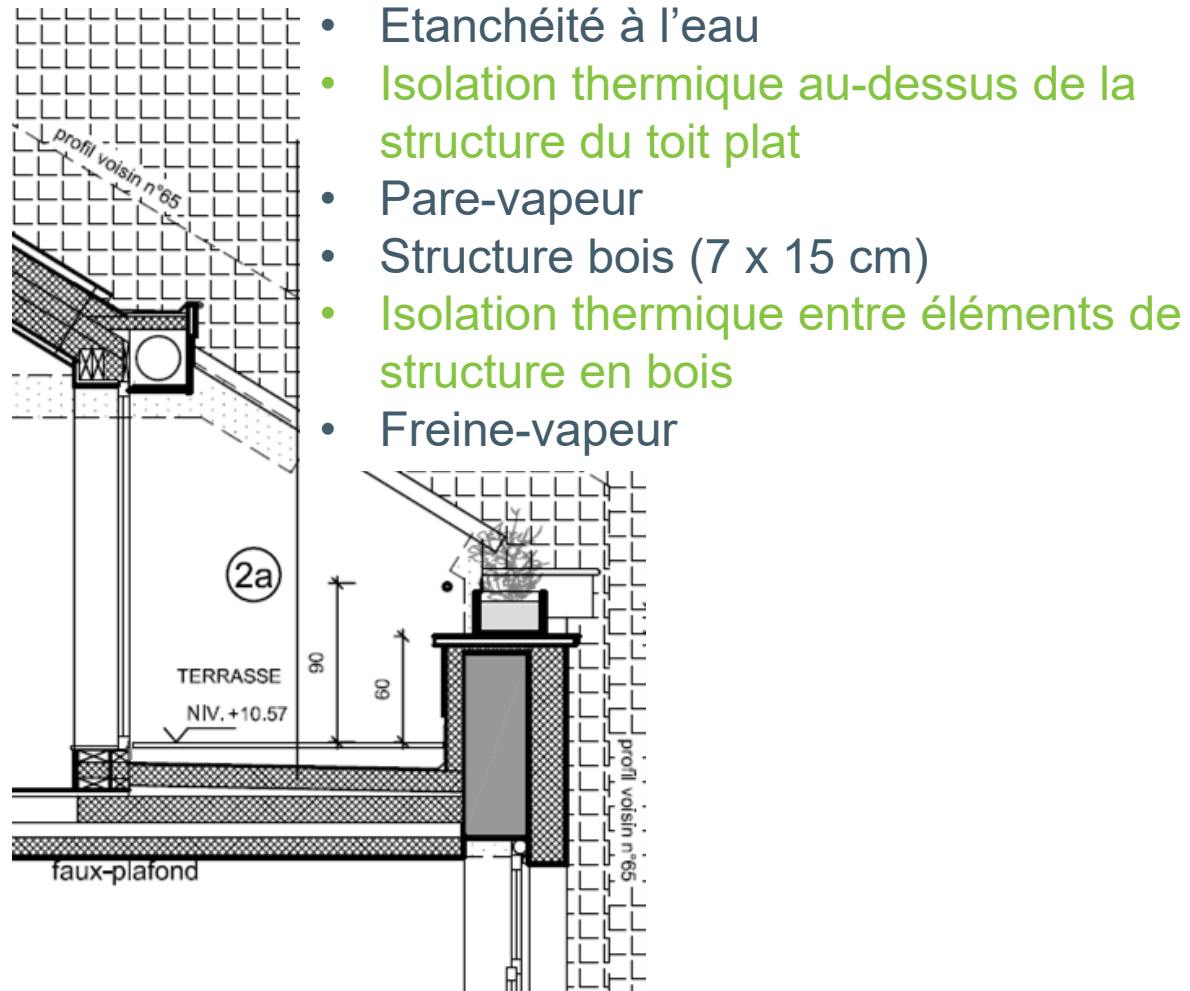 • Etanchéité à l’eau
• Isolation thermique au-dessus de la
structure du toit plat
• Pare-vapeur
• Structure bois (7 x 15 cm)
• Isolation thermique entre éléments de
structure en bois
• Freine-vapeur
profil voisin n°65
2a
90
60
TERRASSE
NIV.+10.57
profil voisin n°65
faux-plafond